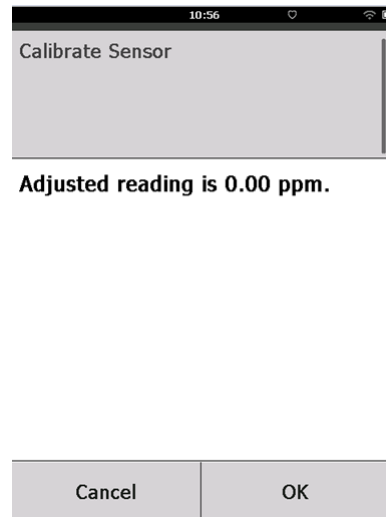 10:56
Calibrate Sensor
Adjusted reading is 0.00 ppm.
Cancel
OK